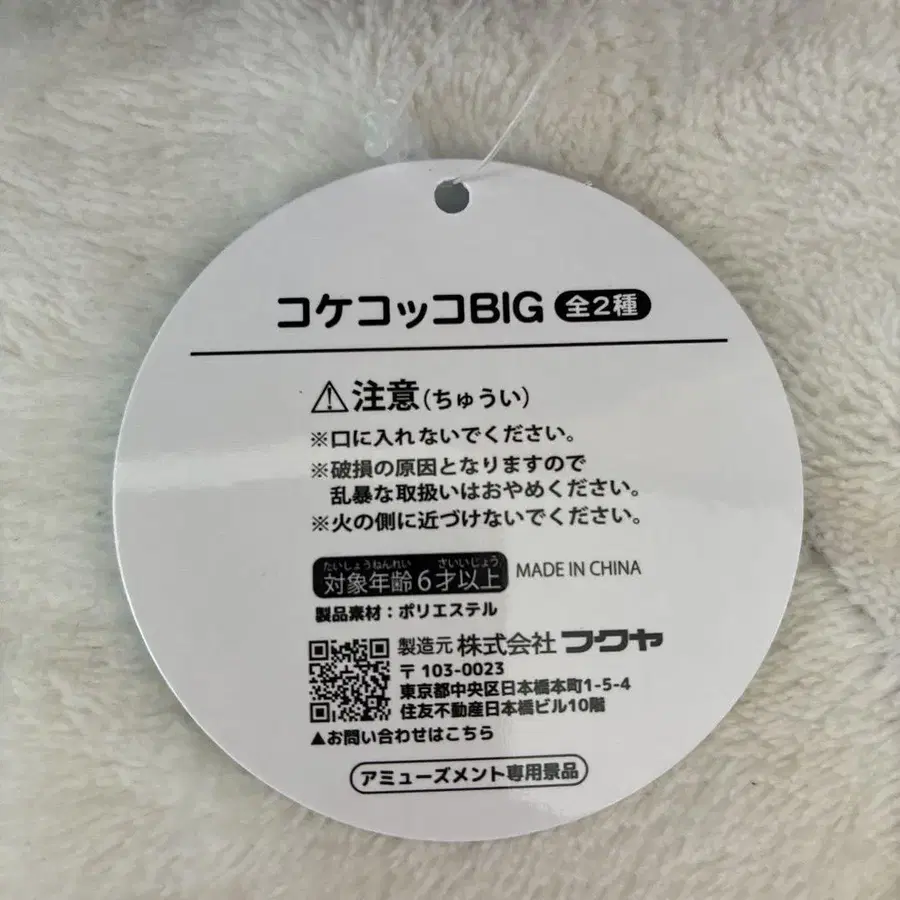 コケコッコBIG 全2種
⚠注意(ちゅうい)
※口に入れないでください。
※破損の原因となりますので
乱暴な取扱いはおやめください。
※火の側に近づけないでください。
たいしょうねんれい さいいじょう
対象年齢6才以上 MADE IN CHINA
製品素材:ポリエステル
製造元 株式会社 フクヤ
〒103-0023
東京都中央区日本橋本町1-5-4
住友不動産日本橋ビル10階
▲お問い合わせはこちら
アミューズメント専用景品